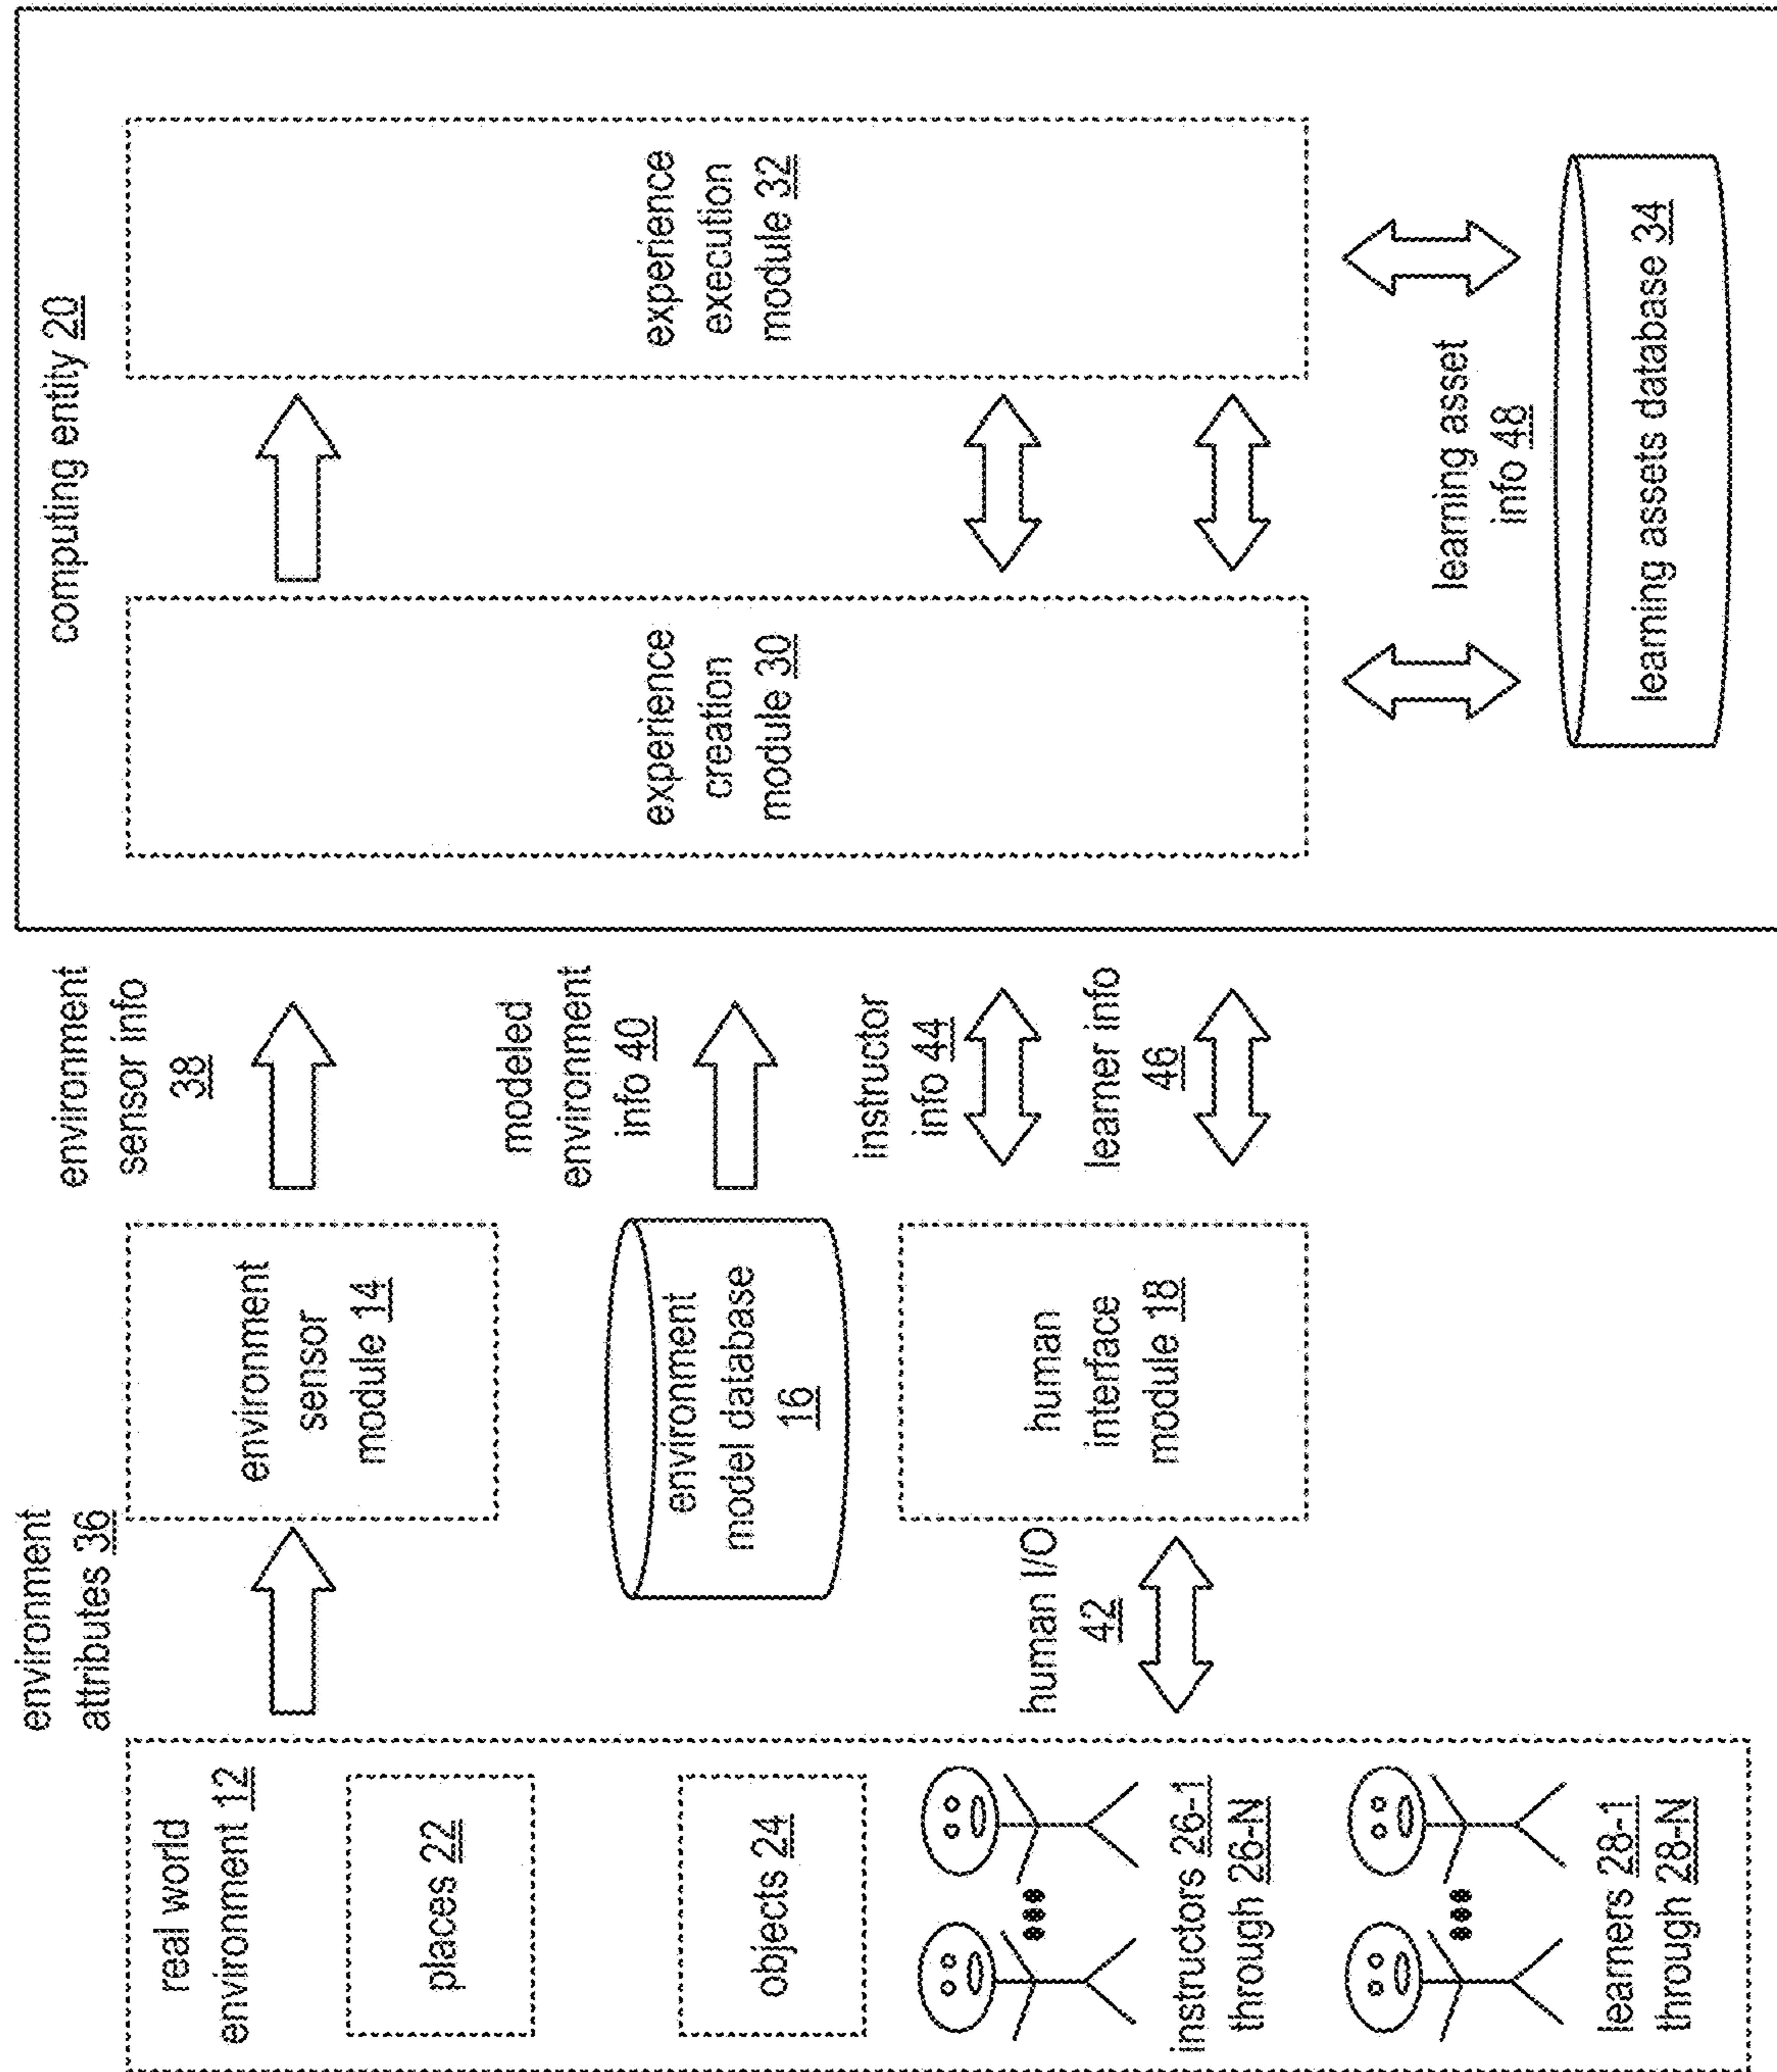 environment
attributes 36
real world
environment 12
places 22
objects 24
instructors 26-1
through 26-N
learners 28-1
through 28-N
environment
sensor
module 14
environment
model database
16
human I/O
42
human
interface
module 18
environment
sensor info
38
modeled
environment
info 40
instructor
info 44
learner info
46
computing entity 20
experience
creation
module 30
experience
execution
module 32
learning asset
info 48
learning assets database 34